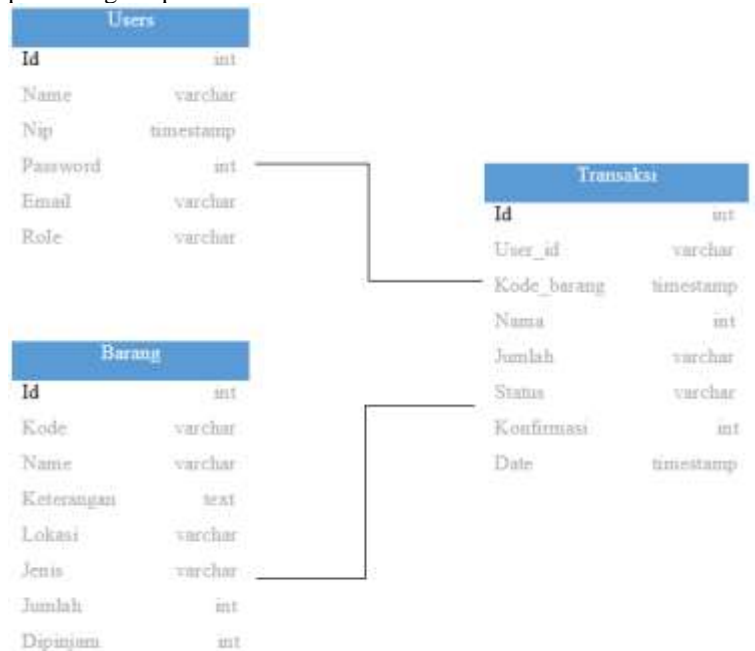 Users
Id int
Name varchar
Nip timestamp
Password int
Email varchar
Role varchar
Transaksi
Id int
User_id varchar
Kode_barang timestamp
Nama int
Jumlah varchar
Status varchar
Konfirmasi int
Date timestamp
Barang
Id int
Kode varchar
Name varchar
Keterangan text
Lokasi varchar
Jenis varchar
Jumlah int
Dipinjam int